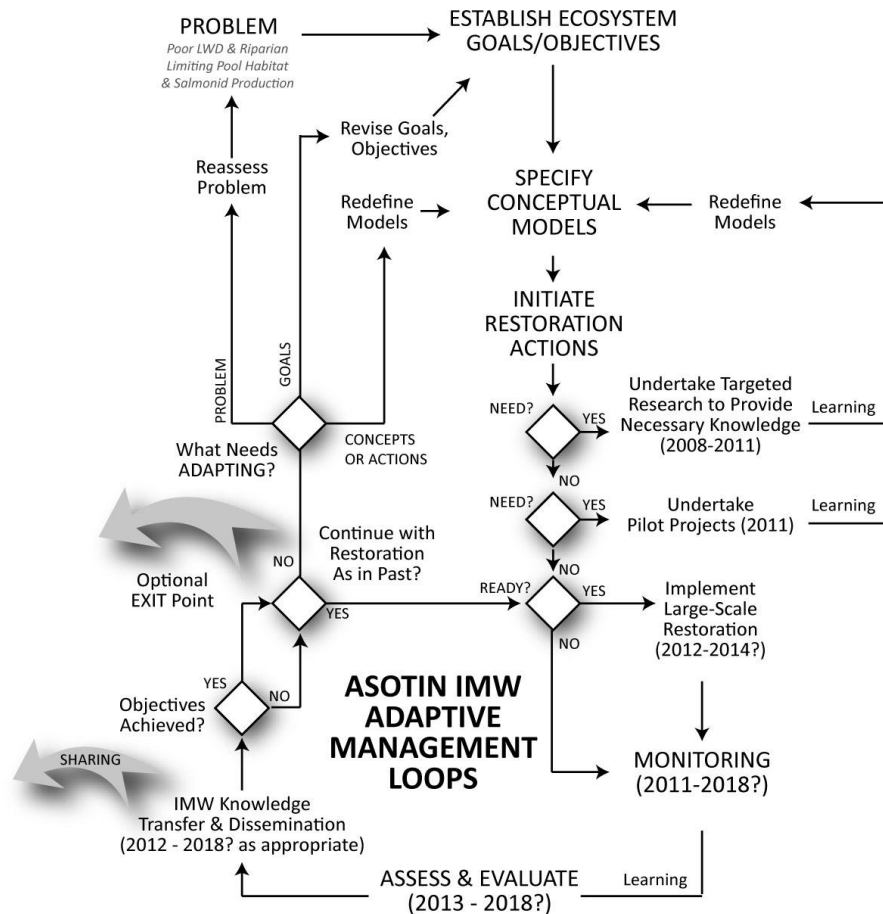 PROBLEM
Poor LWD & Riparian
Limiting Pool Habitat
& Salmonid Production
ESTABLISH ECOSYSTEM
GOALS/OBJECTIVES
Revise Goals,
Objectives
Reassess
Problem
Redefine
Models
SPECIFY
CONCEPTUAL
MODELS
Redefine
Models
INITIATE
RESTORATION
ACTIONS
PROBLEM
GOALS
CONCEPTS
OR ACTIONS
What Needs
ADAPTING?
NEED?
YES
Undertake Targeted
Research to Provide
Necessary Knowledge
(2008-2011)
Learning
NO
NEED?
YES
Undertake
Pilot Projects (2011)
Learning
NO
Continue with
Restoration
As in Past?
NO
YES
Optional
EXIT Point
READY?
YES
Implement
Large-Scale
Restoration
(2012-2014?)
NO
YES
NO
Objectives
Achieved?
ASOTIN IMW
ADAPTIVE
MANAGEMENT
LOOPS
MONITORING
(2011-2018?)
SHARING
IMW Knowledge
Transfer & Dissemination
(2012 - 2018? as appropriate)
ASSESS & EVALUATE
(2013 - 2018?)
Learning